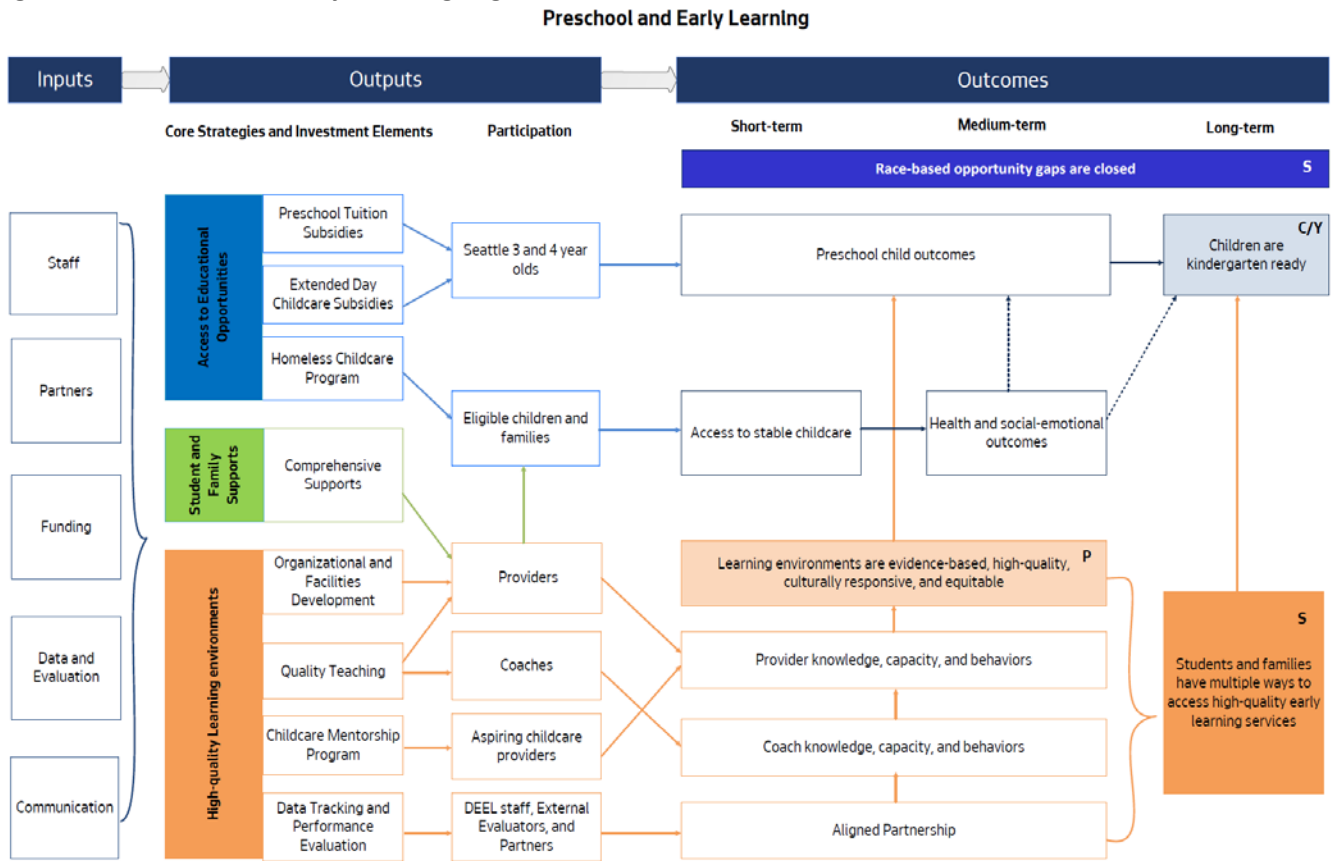 Preschool and Early Learning
Inputs
Outputs
Outcomes
Core Strategies and Investment Elements
Participation
Short-term
Medium-term
Long-term
Race-based opportunity gaps are closed
S
Staff
Partners
Funding
Data and
Evaluation
Communication
Access to Educational
Opportunities
Preschool Tuition
Subsidies
Extended Day
Childcare Subsidies
Homeless Childcare
Program
Student and
Family
Supports
Comprehensive
Supports
High-quality Learning environments
Organizational and
Facilities
Development
Quality Teaching
Childcare Mentorship
Program
Data Tracking and
Performance
Evaluation
Seattle 3 and 4 year
olds
Eligible children and
families
Providers
Coaches
Aspiring childcare
providers
DEEL staff, External
Evaluators, and
Partners
Preschool child outcomes
Access to stable childcare
Health and social-emotional
outcomes
P
Learning environments are evidence-based, high-quality,
culturally responsive, and equitable
Provider knowledge, capacity, and behaviors
Coach knowledge, capacity, and behaviors
Aligned Partnership
C/Y
Children are
kindergarten ready
S
Students and families
have multiple ways to
access high-quality early
learning services